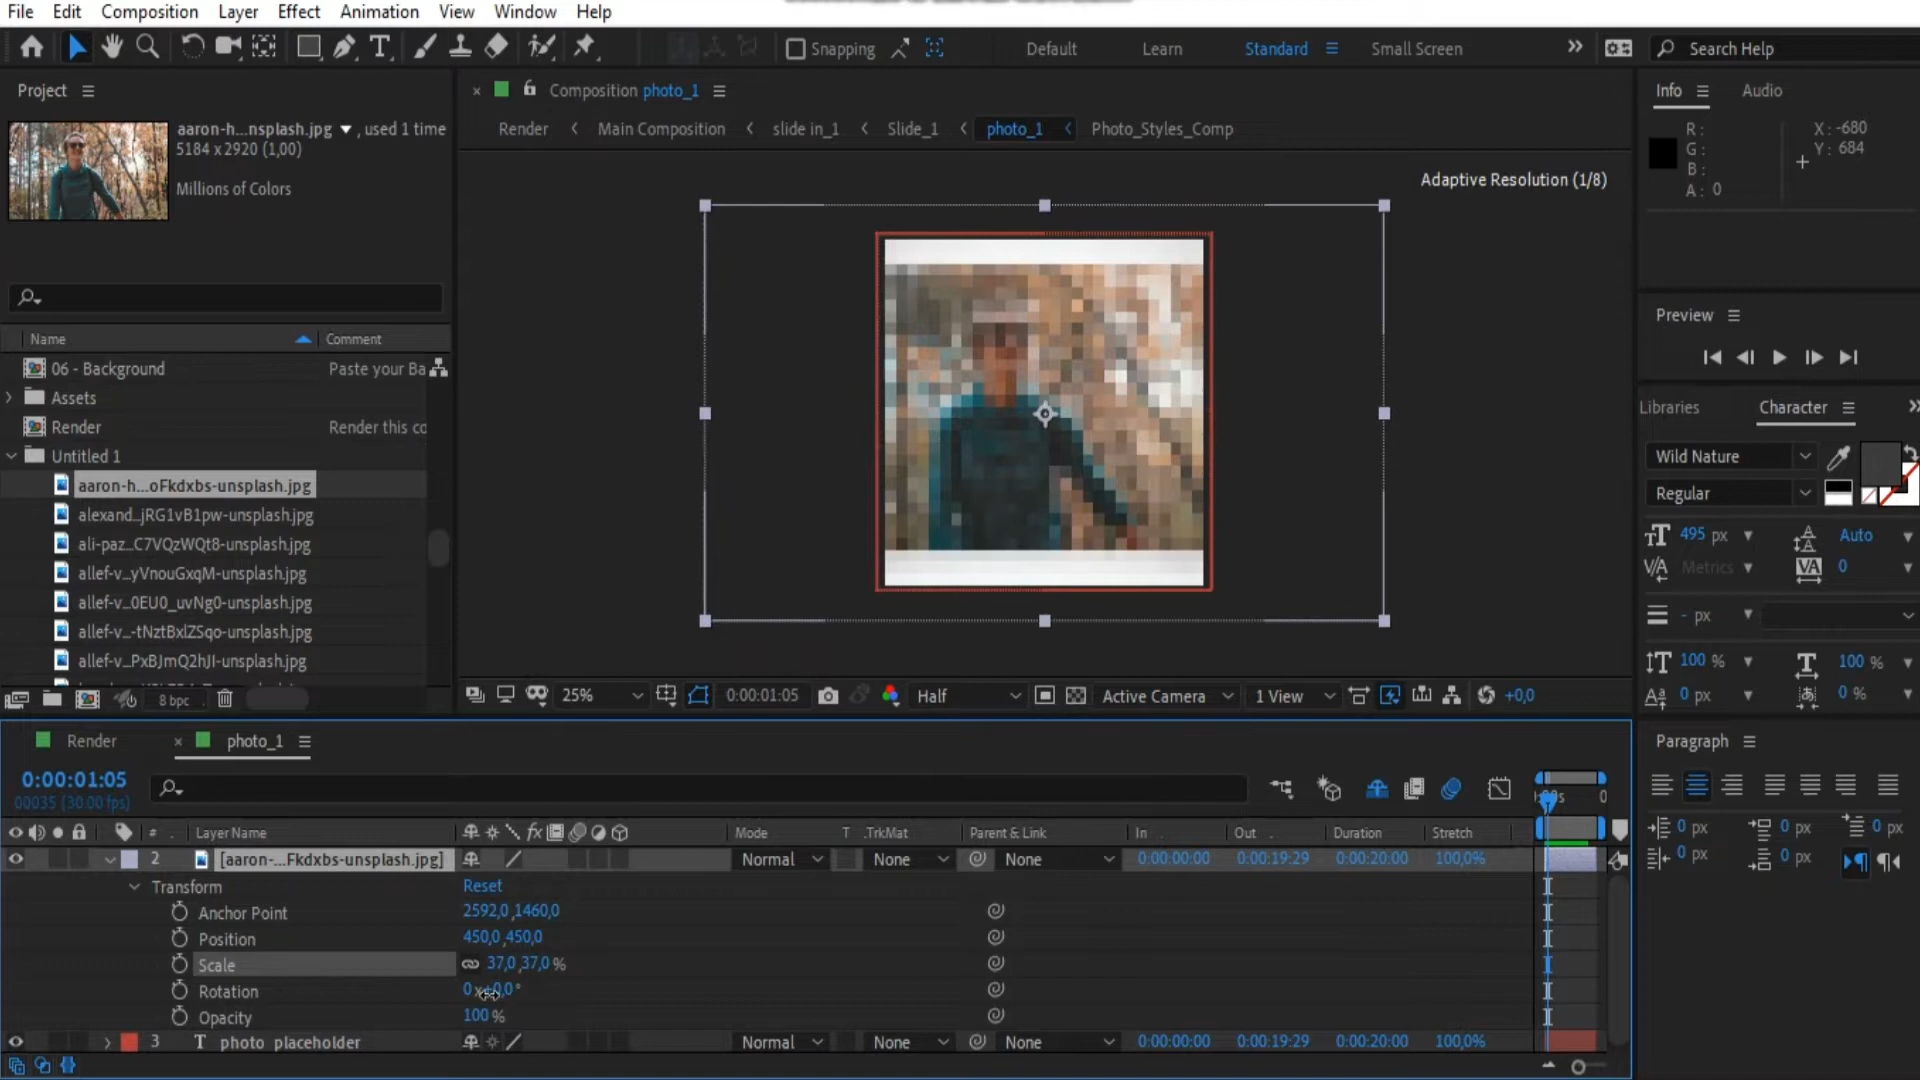 File Edit Composition Layer Effect Animation View Window Help
Snapping Default Learn Standard Small Screen Search Help
Project
aaron-h...nsplash.jpg , used 1 time
5184 x 2920 (1,00)
Millions of Colors
Name Comment
06 - Background Paste your Ba
Assets
Render Render this co
Untitled 1
aaron-h...oFkdxbs-unsplash.jpg
alexand...jRG1vB1pw-unsplash.jpg
ali-paz...C7VQzWQt8-unsplash.jpg
allef-v...yVnouGxqM-unsplash.jpg
allef-v...0EU0_uvNg0-unsplash.jpg
allef-v...-tNztBxlZSqo-unsplash.jpg
allef-v...PxBJmQ2hJI-unsplash.jpg
8 bpc
Composition photo_1
Render Main Composition slide in_1 Slide_1 photo_1 Photo_Styles_Comp
Adaptive Resolution (1/8)
25% 0:00:01:05 Half Active Camera 1 View +0,0
Info Audio
R: X: -680
G: Y: 684
B:
A: 0
Preview
Libraries Character
Wild Nature
Regular
495 px Auto
Metrics 0
- px
100 % 100 %
0 px 0 %
Paragraph
0 px 0 px 0 px
0 px 0 px
Render photo_1
0:00:01:05
00035 (30.00 fps)
# Layer Name fx Mode T .TrkMat Parent & Link In Out Duration Stretch
2 [aaron-...Fkdxbs-unsplash.jpg] Normal None None 0:00:00:00 0:00:19:29 0:00:20:00 100,0%
Transform Reset
Anchor Point 2592,0 ,1460,0
Position 450,0 ,450,0
Scale 37,0 ,37,0 %
Rotation 0 x +0,0 °
Opacity 100 %
3 T photo placeholder Normal None None 0:00:00:00 0:00:19:29 0:00:20:00 100,0%